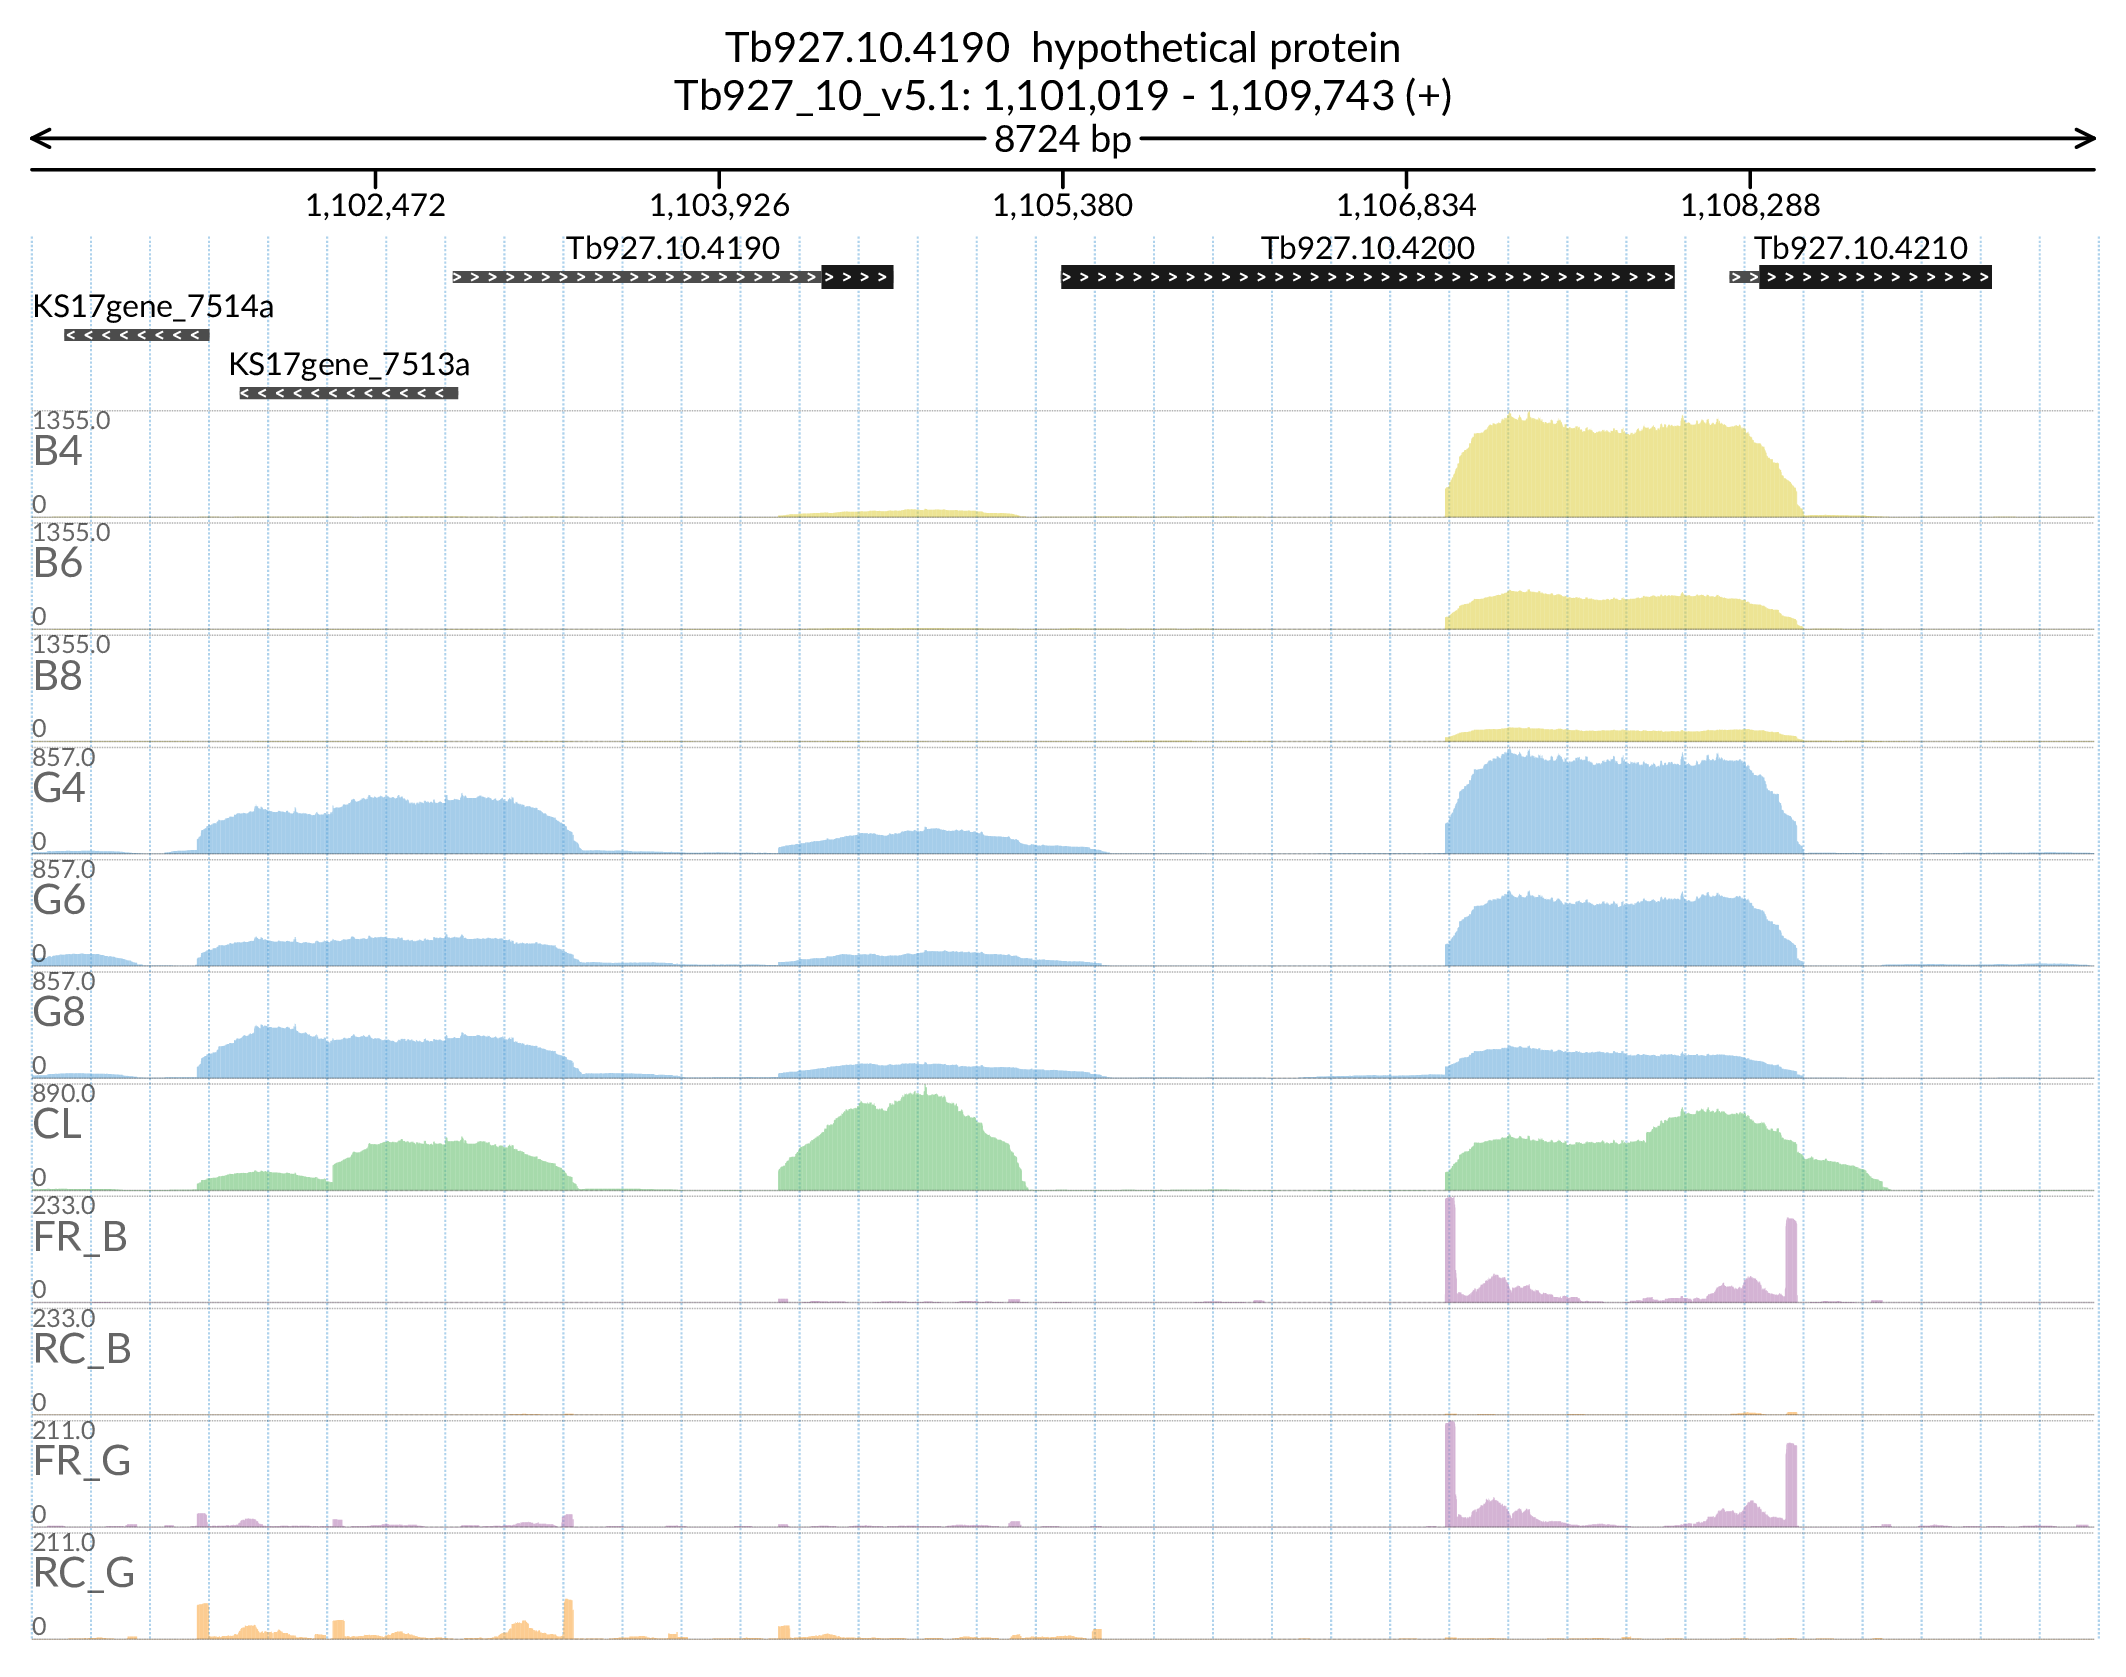 Tb927.10.4190  hypothetical protein
Tb927_10_v5.1: 1,101,019 - 1,109,743 (+)
8724 bp
1,102,472 1,103,926 1,105,380 1,106,834 1,108,288
Tb927.10.4190 Tb927.10.4200 Tb927.10.4210
KS17gene_7514a
KS17gene_7513a
1355.0
B4
0
1355.0
B6
0
1355.0
B8
0
857.0
G4
0
857.0
G6
0
857.0
G8
0
890.0
CL
0
233.0
FR_B
0
233.0
RC_B
0
211.0
FR_G
0
211.0
RC_G
0